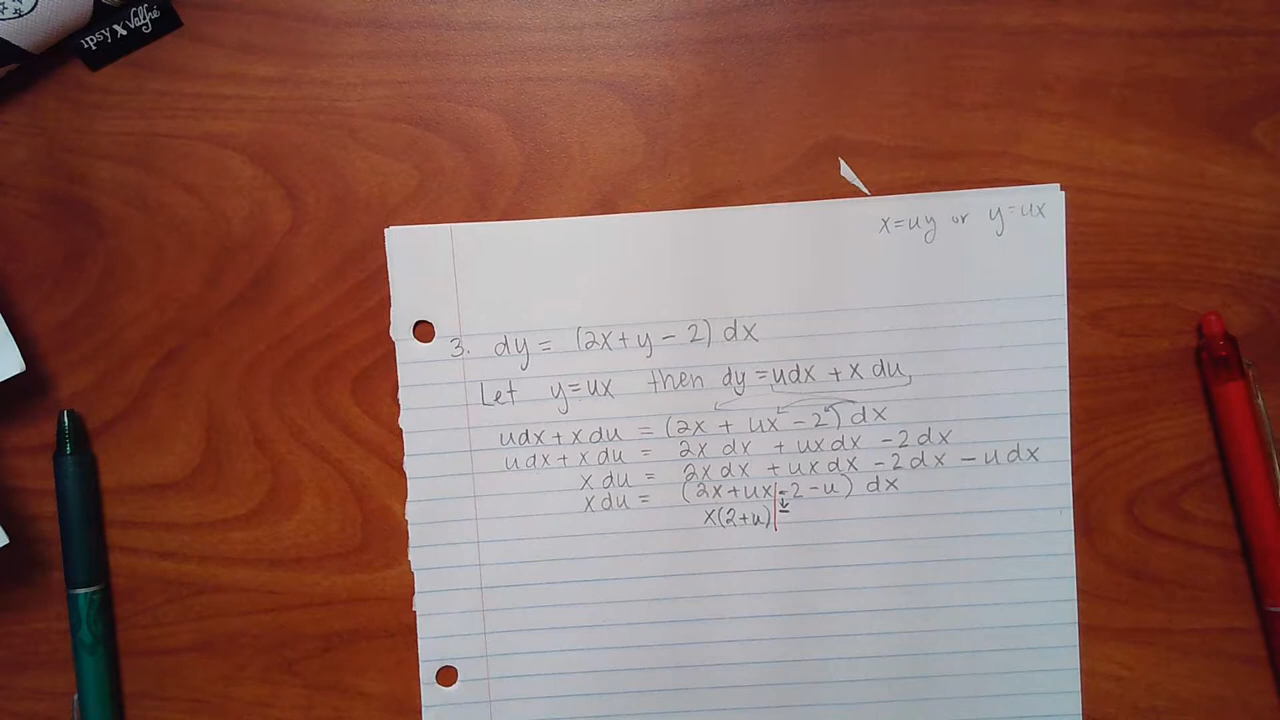 ipsy x Valfré
x=uy or y=ux
3. dy = (2x+y-2) dx
Let y=ux then dy = udx + x du,
udx + x du = (2x + ux - 2) dx
udx + x du = 2x dx + ux dx - 2 dx
x du = 2x dx + ux dx - 2 dx - u dx
x du = (2x + ux - 2 - u) dx
x(2+u) -